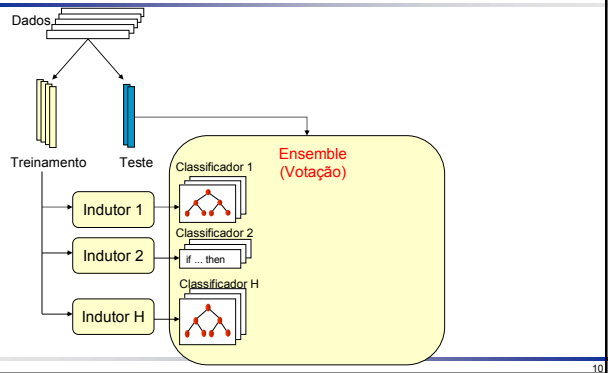 Dados
Treinamento
Teste
Ensemble
(Votação)
Classificador 1
Indutor 1
Classificador 2
Indutor 2
if ... then
Classificador H
Indutor H
10